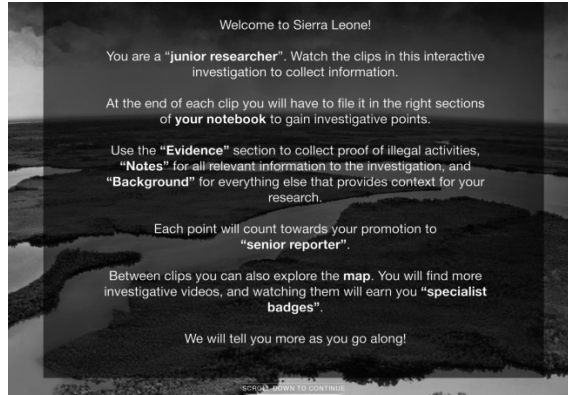 Welcome to Sierra Leone!
You are a “junior researcher”. Watch the clips in this interactive
investigation to collect information.
At the end of each clip you will have to file it in the right sections
of your notebook to gain investigative points.
Use the “Evidence” section to collect proof of illegal activities,
“Notes” for all relevant information to the investigation, and
“Background” for everything else that provides context for your
research.
Each point will count towards your promotion to
“senior reporter”.
Between clips you can also explore the map. You will find more
investigative videos, and watching them will earn you “specialist
badges”.
We will tell you more as you go along!
SCROLL DOWN TO CONTINUE